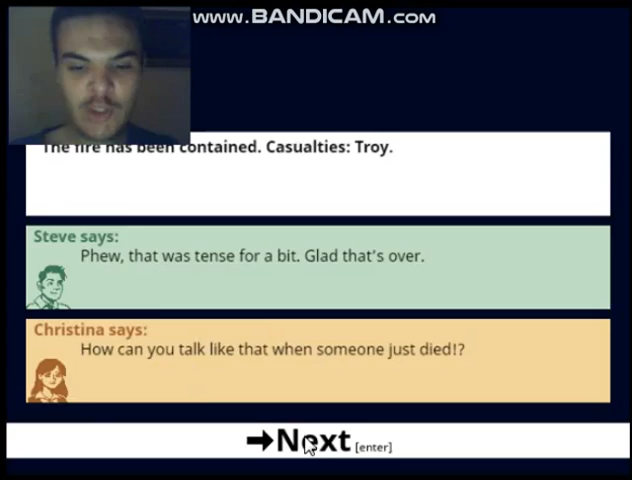 www.BANDICAM.com
The fire has been contained. Casualties: Troy.
Steve says:
Phew, that was tense for a bit. Glad that's over.
Christina says:
How can you talk like that when someone just died!?
➡Next [enter]